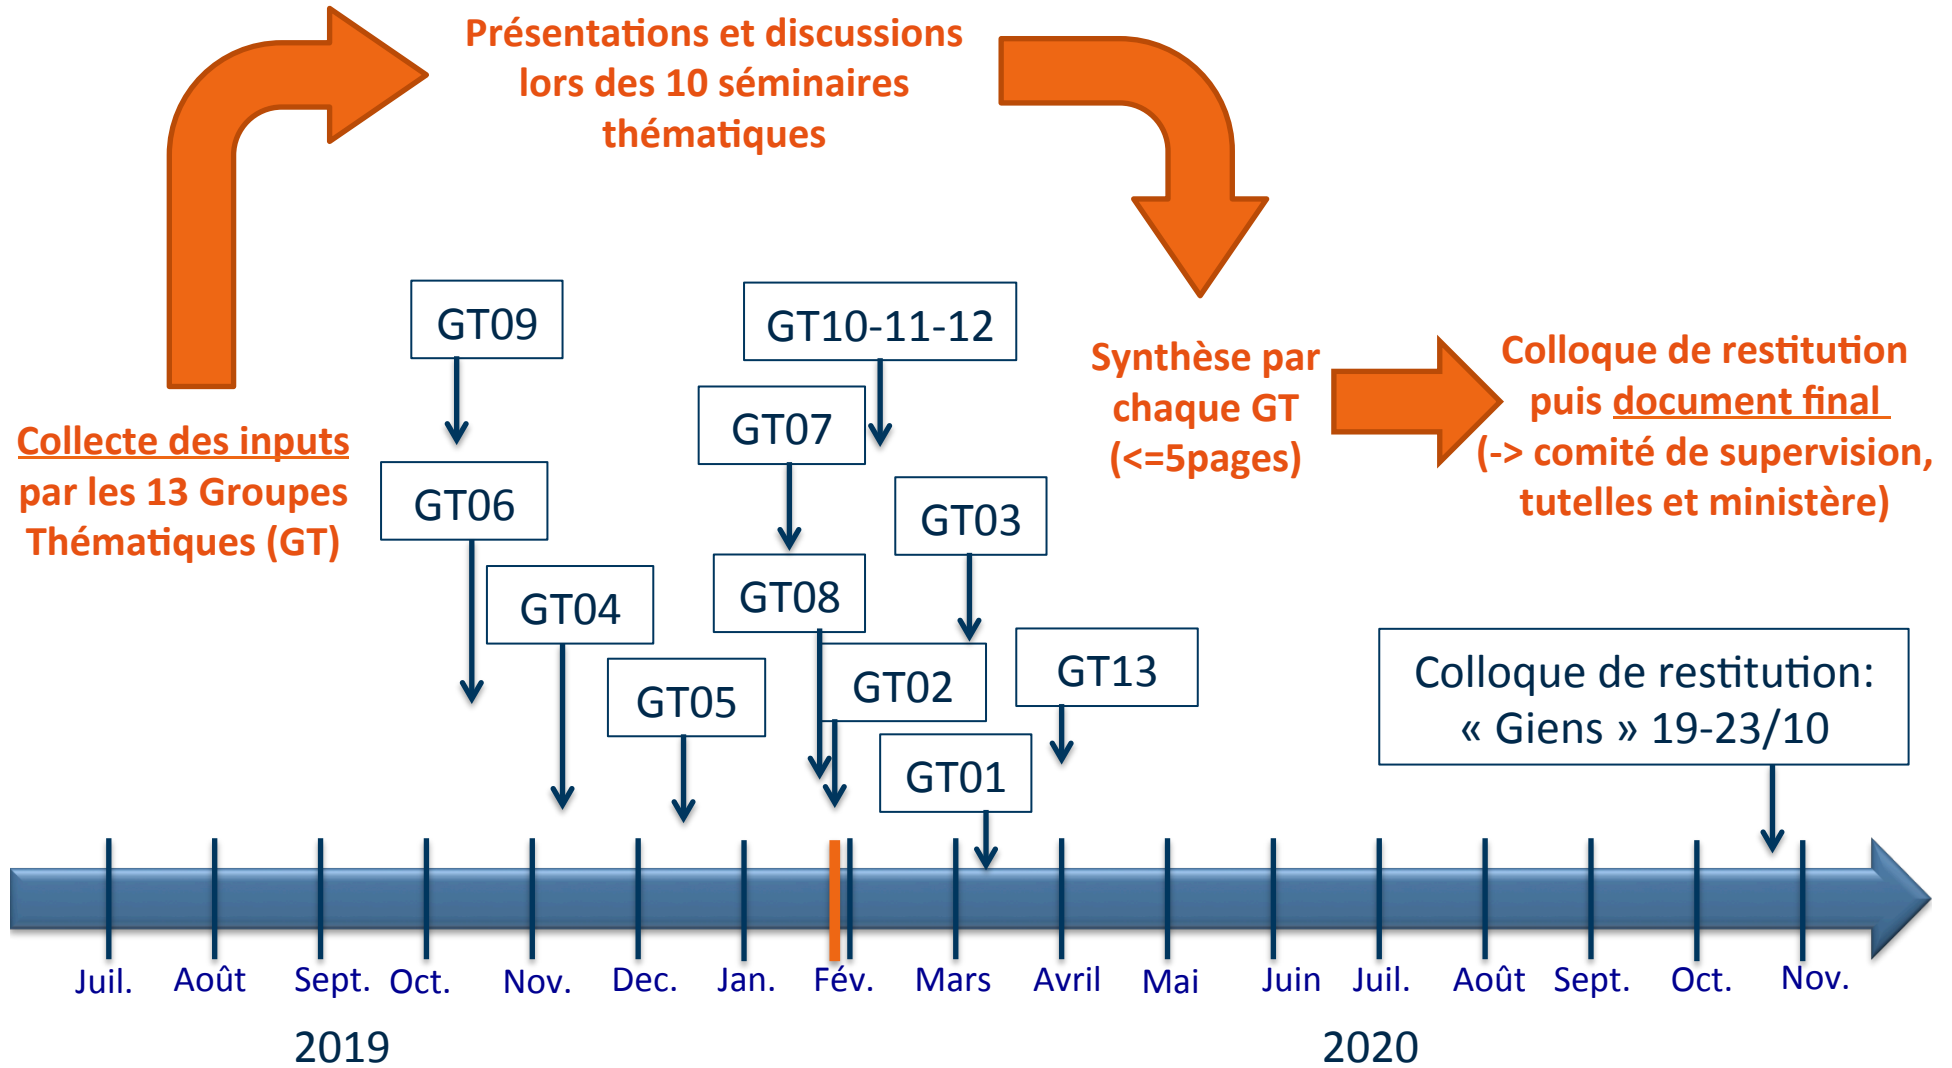 Présentations et discussions
lors des 10 séminaires
thématiques
Collecte des inputs
par les 13 Groupes
Thématiques (GT)
Synthèse par
chaque GT
(<=5pages)
Colloque de restitution
puis document final
(-> comité de supervision,
tutelles et ministère)
GT09
GT10-11-12
GT07
GT06
GT03
GT08
GT04
GT02
GT13
GT05
GT01
Colloque de restitution:
« Giens » 19-23/10
Juil. Août Sept. Oct. Nov. Dec. Jan. Fév. Mars Avril Mai Juin Juil. Août Sept. Oct. Nov.
2019 2020